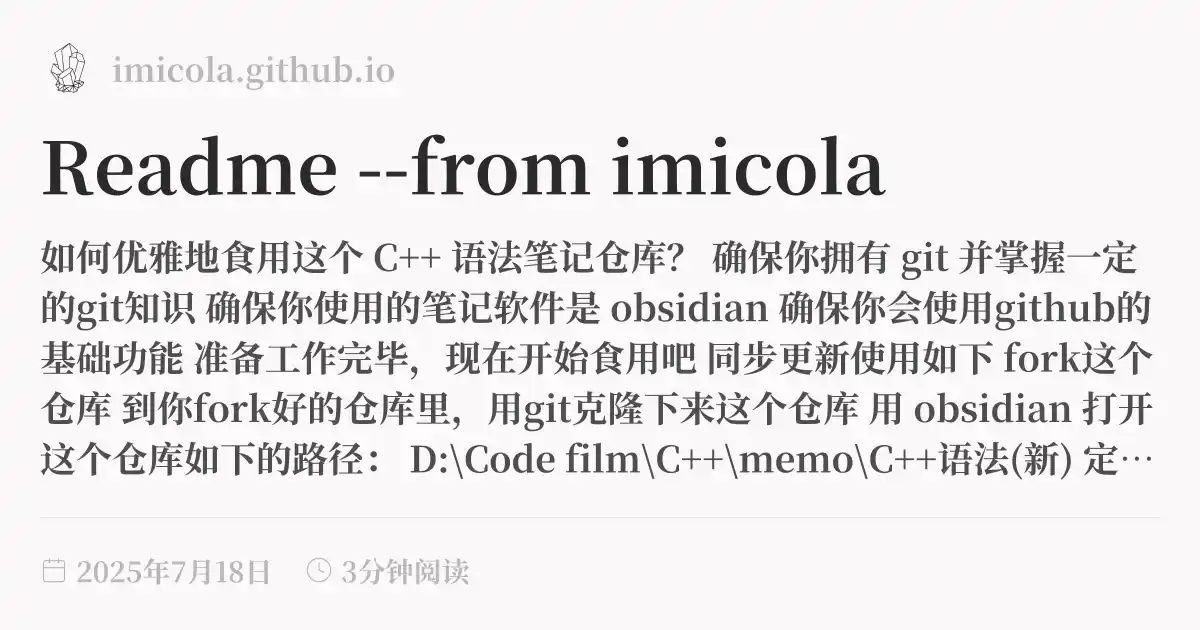 imicola.github.io
Readme --from imicola
如何优雅地食用这个 C++ 语法笔记仓库? 确保你拥有 git 并掌握一定
的git知识 确保你使用的笔记软件是 obsidian 确保你会使用github的
基础功能 准备工作完毕，现在开始食用吧 同步更新使用如下 fork这个
仓库 到你fork好的仓库里，用git克隆下来这个仓库 用 obsidian 打开
这个仓库如下的路径： D:\Code film\C++\memo\C++语法(新) 定…
2025年7月18日 3分钟阅读